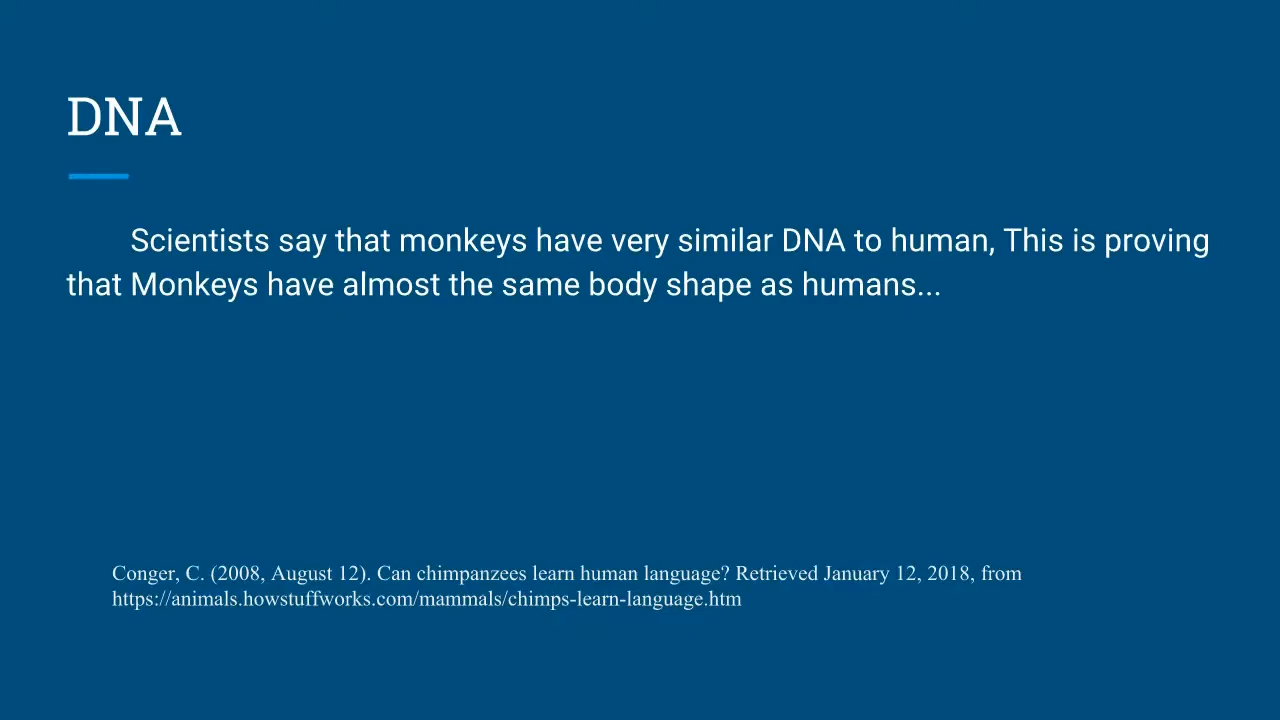 DNA
Scientists say that monkeys have very similar DNA to human, This is proving
that Monkeys have almost the same body shape as humans...
Conger, C. (2008, August 12). Can chimpanzees learn human language? Retrieved January 12, 2018, from
https://animals.howstuffworks.com/mammals/chimps-learn-language.htm